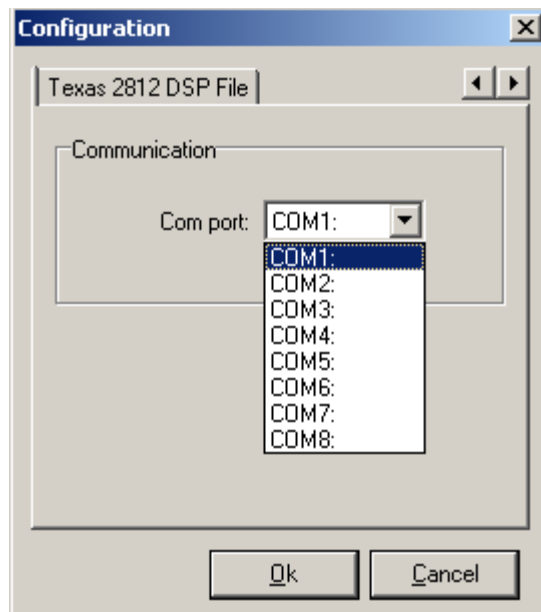 Configuration
Texas 2812 DSP File
Communication
Com port: COM1:
COM1:
COM2:
COM3:
COM4:
COM5:
COM6:
COM7:
COM8:
Ok Cancel